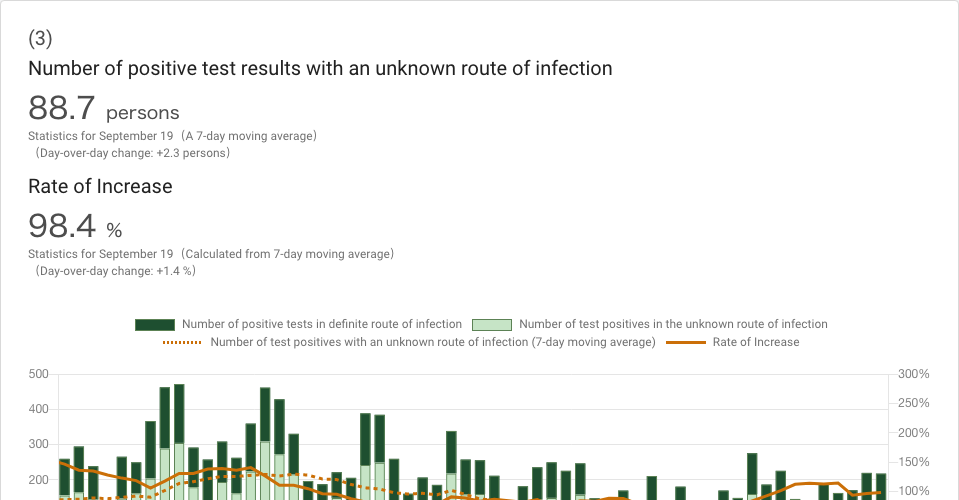 (3)
Number of positive test results with an unknown route of infection
88.7 persons
Statistics for September 19（A 7-day moving average）
（Day-over-day change: +2.3 persons）
Rate of Increase
98.4 %
Statistics for September 19（Calculated from 7-day moving average）
（Day-over-day change: +1.4 %）
Number of positive tests in definite route of infection Number of test positives in the unknown route of infection
Number of test positives with an unknown route of infection (7-day moving average) Rate of Increase
500 300%
250%
400
200%
300
150%
200
100%